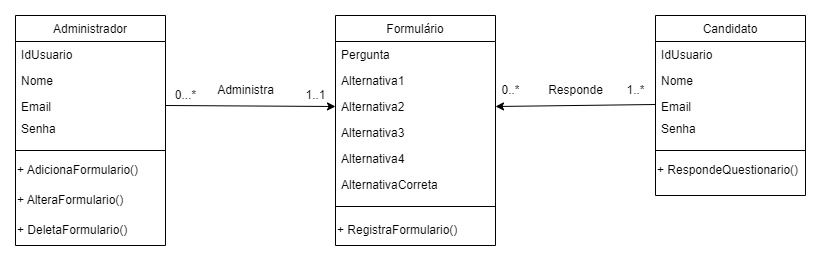 Administrador
IdUsuario
Nome
Email
Senha
+ AdicionaFormulario()
+ AlteraFormulario()
+ DeletaFormulario()
0...*
Administra
1..1
Formulário
Pergunta
Alternativa1
Alternativa2
Alternativa3
Alternativa4
AlternativaCorreta
+ RegistraFormulario()
0..*
Responde
1..*
Candidato
IdUsuario
Nome
Email
Senha
+ RespondeQuestionario()